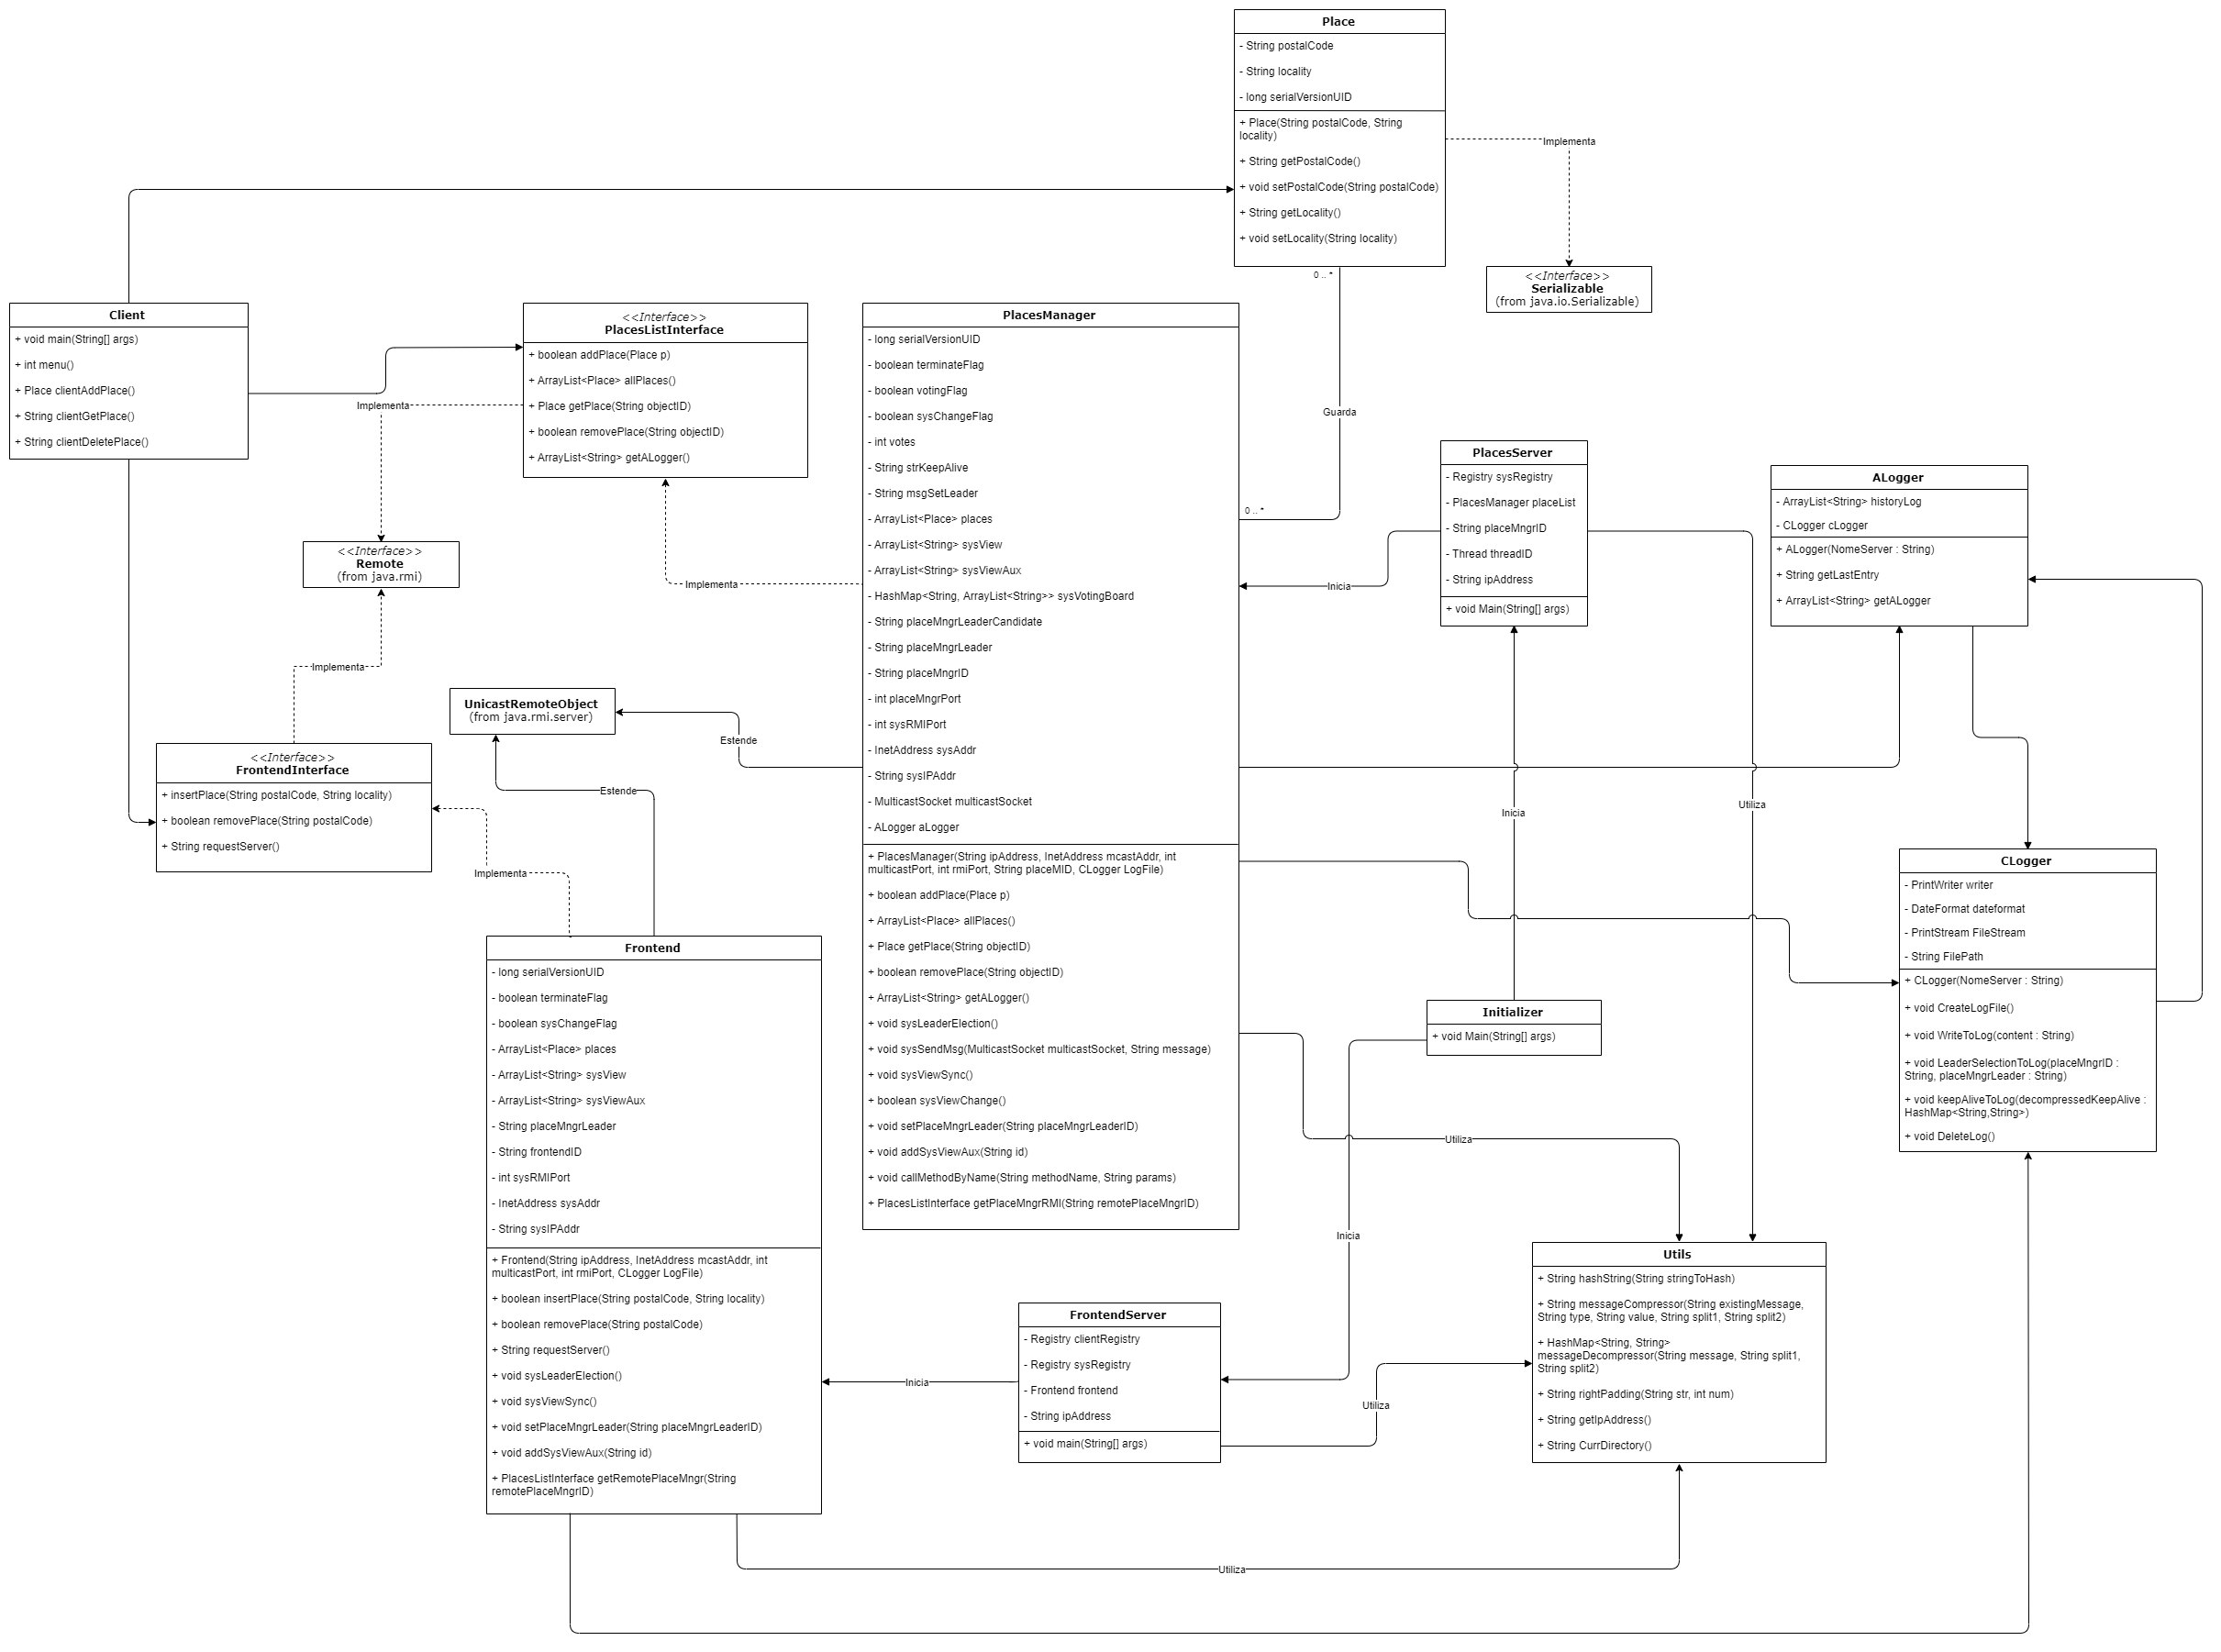 Place
- String postalCode
- String locality
- long serialVersionUID
+ Place(String postalCode, String
locality)
+ String getPostalCode()
+ void setPostalCode(String postalCode)
+ String getLocality()
+ void setLocality(String locality)
Implementa
<<Interface>>
Serializable
(from java.io.Serializable)
0 .. *
Guarda
0 .. *
Client
+ void main(String[] args)
+ int menu()
+ Place clientAddPlace()
+ String clientGetPlace()
+ String clientDeletePlace()
<<Interface>>
PlacesListInterface
+ boolean addPlace(Place p)
+ ArrayList<Place> allPlaces()
+ Place getPlace(String objectID)
+ boolean removePlace(String objectID)
+ ArrayList<String> getALogger()
Implementa
<<Interface>>
Remote
(from java.rmi)
Implementa
Implementa
PlacesManager
- long serialVersionUID
- boolean terminateFlag
- boolean votingFlag
- boolean sysChangeFlag
- int votes
- String strKeepAlive
- String msgSetLeader
- ArrayList<Place> places
- ArrayList<String> sysView
- ArrayList<String> sysViewAux
- HashMap<String, ArrayList<String>> sysVotingBoard
- String placeMngrLeaderCandidate
- String placeMngrLeader
- String placeMngrID
- int placeMngrPort
- int sysRMIPort
- InetAddress sysAddr
- String sysIPAddr
- MulticastSocket multicastSocket
- ALogger aLogger
+ PlacesManager(String ipAddress, InetAddress mcastAddr, int
multicastPort, int rmiPort, String placeMID, CLogger LogFile)
+ boolean addPlace(Place p)
+ ArrayList<Place> allPlaces()
+ Place getPlace(String objectID)
+ boolean removePlace(String objectID)
+ ArrayList<String> getALogger()
+ void sysLeaderElection()
+ void sysSendMsg(MulticastSocket multicastSocket, String message)
+ void sysViewSync()
+ boolean sysViewChange()
+ void setPlaceMngrLeader(String placeMngrLeaderID)
+ void addSysViewAux(String id)
+ void callMethodByName(String methodName, String params)
+ PlacesListInterface getPlaceMngrRMI(String remotePlaceMngrID)
PlacesServer
- Registry sysRegistry
- PlacesManager placeList
- String placeMngrID
- Thread threadID
- String ipAddress
+ void Main(String[] args)
Inicia
ALogger
- ArrayList<String> historyLog
- CLogger cLogger
+ ALogger(NomeServer : String)
+ String getLastEntry
+ ArrayList<String> getALogger
UnicastRemoteObject
(from java.rmi.server)
Estende
Estende
<<Interface>>
FrontendInterface
+ insertPlace(String postalCode, String locality)
+ boolean removePlace(String postalCode)
+ String requestServer()
Implementa
Inicia
Utiliza
CLogger
- PrintWriter writer
- DateFormat dateformat
- PrintStream FileStream
- String FilePath
+ CLogger(NomeServer : String)
+ void CreateLogFile()
+ void WriteToLog(content : String)
+ void LeaderSelectionToLog(placeMngrID :
String, placeMngrLeader : String)
+ void keepAliveToLog(decompressedKeepAlive :
HashMap<String,String>)
+ void DeleteLog()
Frontend
- long serialVersionUID
- boolean terminateFlag
- boolean sysChangeFlag
- ArrayList<Place> places
- ArrayList<String> sysView
- ArrayList<String> sysViewAux
- String placeMngrLeader
- String frontendID
- int sysRMIPort
- InetAddress sysAddr
- String sysIPAddr
+ Frontend(String ipAddress, InetAddress mcastAddr, int
multicastPort, int rmiPort, CLogger LogFile)
+ boolean insertPlace(String postalCode, String locality)
+ boolean removePlace(String postalCode)
+ String requestServer()
+ void sysLeaderElection()
+ void sysViewSync()
+ void setPlaceMngrLeader(String placeMngrLeaderID)
+ void addSysViewAux(String id)
+ PlacesListInterface getRemotePlaceMngr(String
remotePlaceMngrID)
Initializer
+ void Main(String[] args)
Utiliza
Inicia
Utils
+ String hashString(String stringToHash)
+ String messageCompressor(String existingMessage,
String type, String value, String split1, String split2)
+ HashMap<String, String>
messageDecompressor(String message, String split1,
String split2)
+ String rightPadding(String str, int num)
+ String getIpAddress()
+ String CurrDirectory()
FrontendServer
- Registry clientRegistry
- Registry sysRegistry
- Frontend frontend
- String ipAddress
+ void main(String[] args)
Inicia
Utiliza
Utiliza